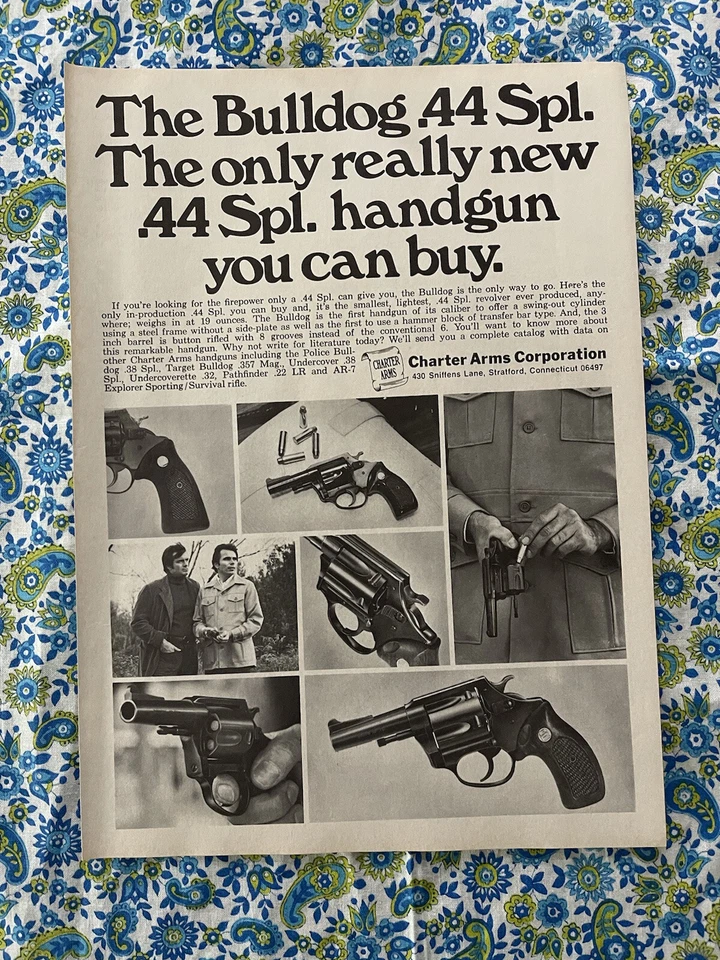 The Bulldog .44 Spl.
The only really new
.44 Spl. handgun
you can buy.
If you're looking for the firepower only a .44 Spl. can give you, the Bulldog is the only way to go. Here's the
only in-production .44 Spl. you can buy and, it's the smallest, lightest, .44 Spl. revolver ever produced, any-
where; weighs in at 19 ounces. The Bulldog is the first handgun of its caliber to offer a swing-out cylinder
using a steel frame without a side-plate as well as the first to use a hammer block of transfer bar type. And, the 3
inch barrel is button rifled with 8 grooves instead of the conventional 6. You'll want to know more about
this remarkable handgun. Why not write for literature today? We'll send you a complete catalog with data on
other Charter Arms handguns including the Police Bull-
dog .38 Spl., Target Bulldog .357 Mag., Undercover .38
Spl., Undercoverette .32, Pathfinder .22 LR and AR-7
Explorer Sporting/Survival rifle.
CHARTER
ARMS
Charter Arms Corporation
430 Sniffens Lane, Stratford, Connecticut 06497